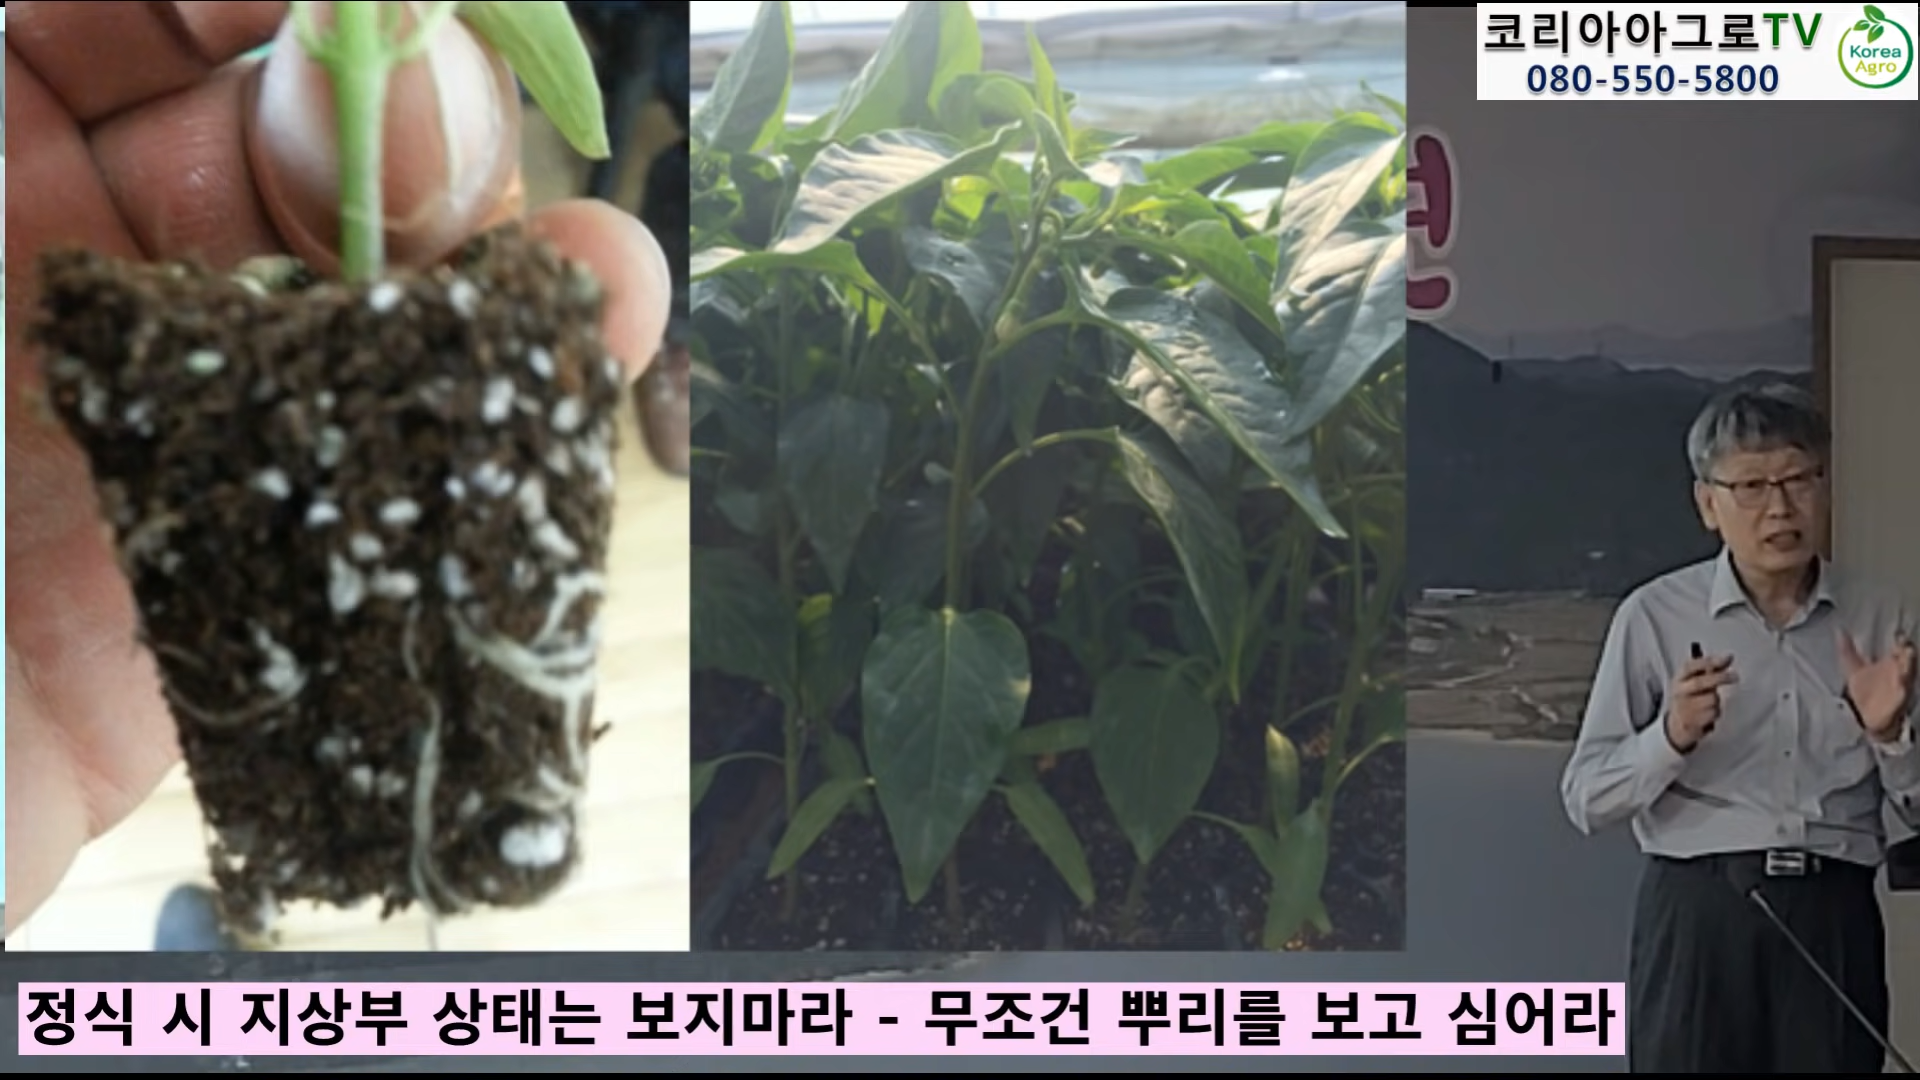 코리아아그로TV
080-550-5800
Korea
Agro
정식 시 지상부 상태는 보지마라 - 무조건 뿌리를 보고 심어라